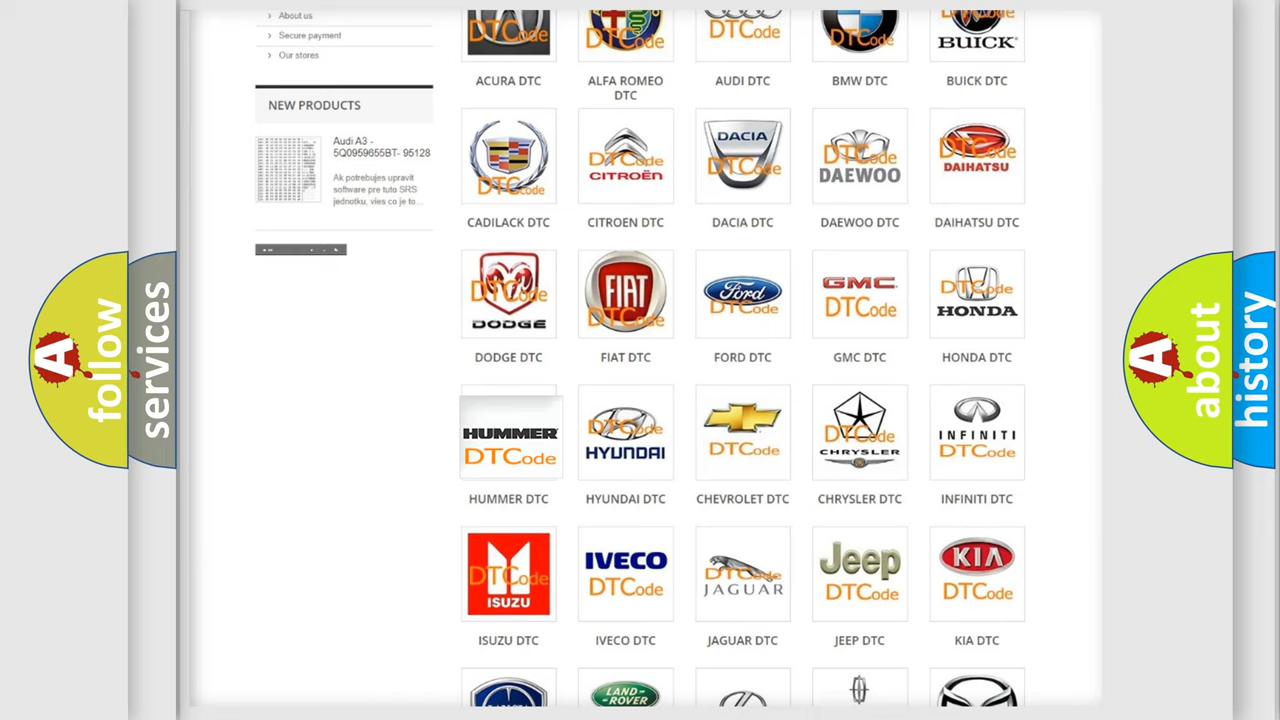 About us
Secure payment
Our stores
NEW PRODUCTS
Audi A3 -
5Q0959655BT- 95128
Ak potrebujes upravit
software pre tuto SRS
jednotku, vies co je to...
DTCode DTCode DTCode DTCode BUICK
ACURA DTC ALFA ROMEO DTC AUDI DTC BMW DTC BUICK DTC
DTCode DTCode CITROËN DACIA DTCode DTCode DAEWOO DTCode DAIHATSU
CADILACK DTC CITROEN DTC DACIA DTC DAEWOO DTC DAIHATSU DTC
DTCode DODGE FIAT DTCode Ford DTCode GMC DTCode DTCode HONDA
DODGE DTC FIAT DTC FORD DTC GMC DTC HONDA DTC
HUMMER DTCode DTCode HYUNDAI DTCode DTCode CHRYSLER INFINITI DTCode
HUMMER DTC HYUNDAI DTC CHEVROLET DTC CHRYSLER DTC INFINITI DTC
DTCode ISUZU IVECO DTCode DTCode JAGUAR Jeep DTCode KIA DTCode
ISUZU DTC IVECO DTC JAGUAR DTC JEEP DTC KIA DTC
LAND-ROVER
A follow
services
A about
history